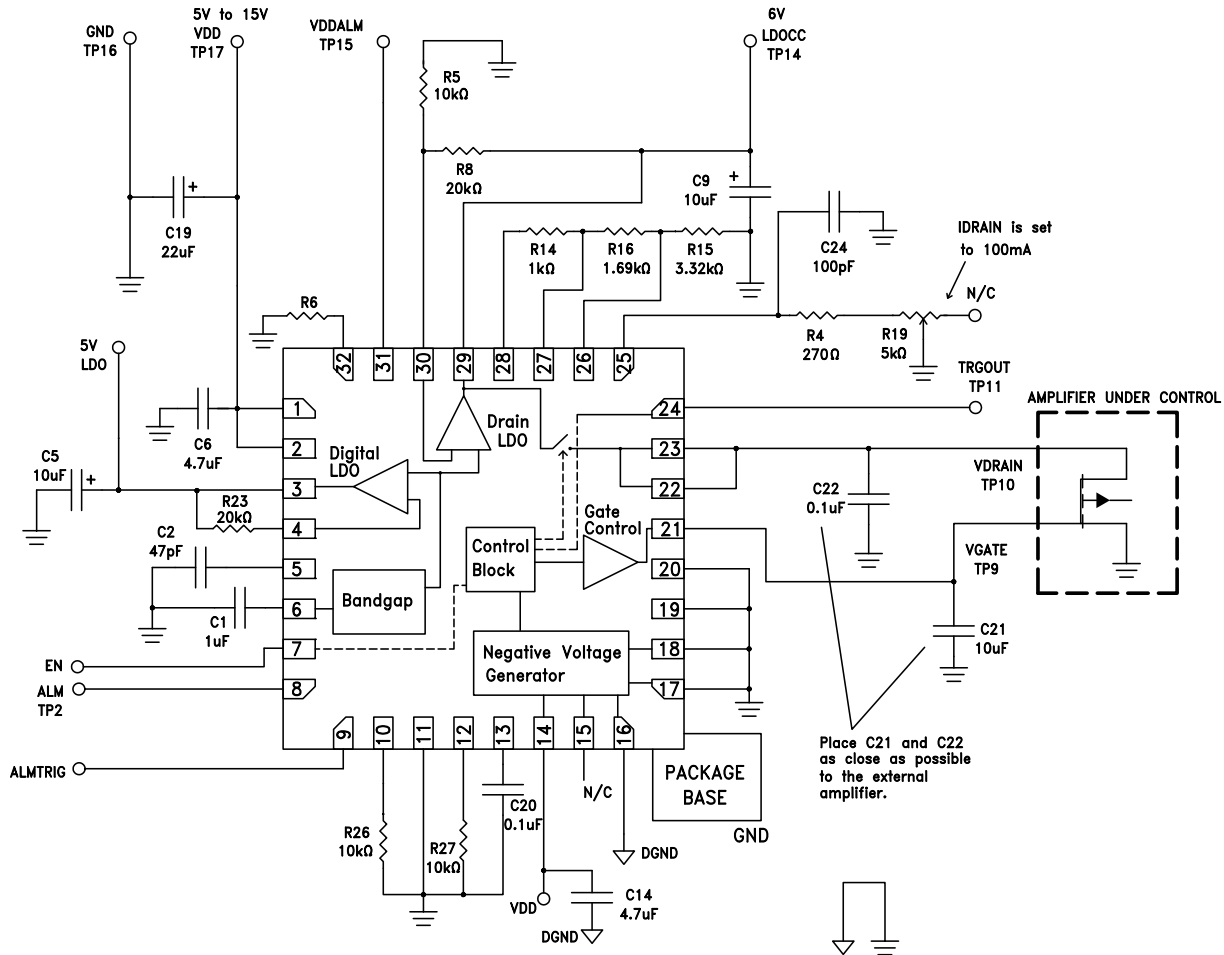 5V to 15V
GND
TP16
VDD
TP17
VDDALM
TP15
6V
LDOCC
TP14
R5
10kΩ
R8
20kΩ
C9
10uF
+
C19
22uF
+
R14
1kΩ
R16
1.69kΩ
R15
3.32kΩ
C24
100pF
IDRAIN is set
to 100mA
N/C
R6
R4
270Ω
R19
5kΩ
5V
LDO
32
31
30
29
28
27
26
25
TRGOUT
TP11
AMPLIFIER UNDER CONTROL
1
2
3
4
5
6
7
8
C6
4.7uF
C5
10uF
+
R23
20kΩ
C2
47pF
C1
1uF
EN
ALM
TP2
ALMTRIG
Digital
LDO
Drain
LDO
Gate
Control
Control
Block
Bandgap
Negative Voltage
Generator
24
23
22
21
20
19
18
17
VDRAIN
TP10
C22
0.1uF
VGATE
TP9
C21
10uF
Place C21 and C22
as close as possible
to the external
amplifier.
9
10
11
12
13
14
15
16
N/C
PACKAGE
BASE
GND
R26
10kΩ
R27
10kΩ
C20
0.1uF
DGND
VDD
C14
4.7uF
DGND